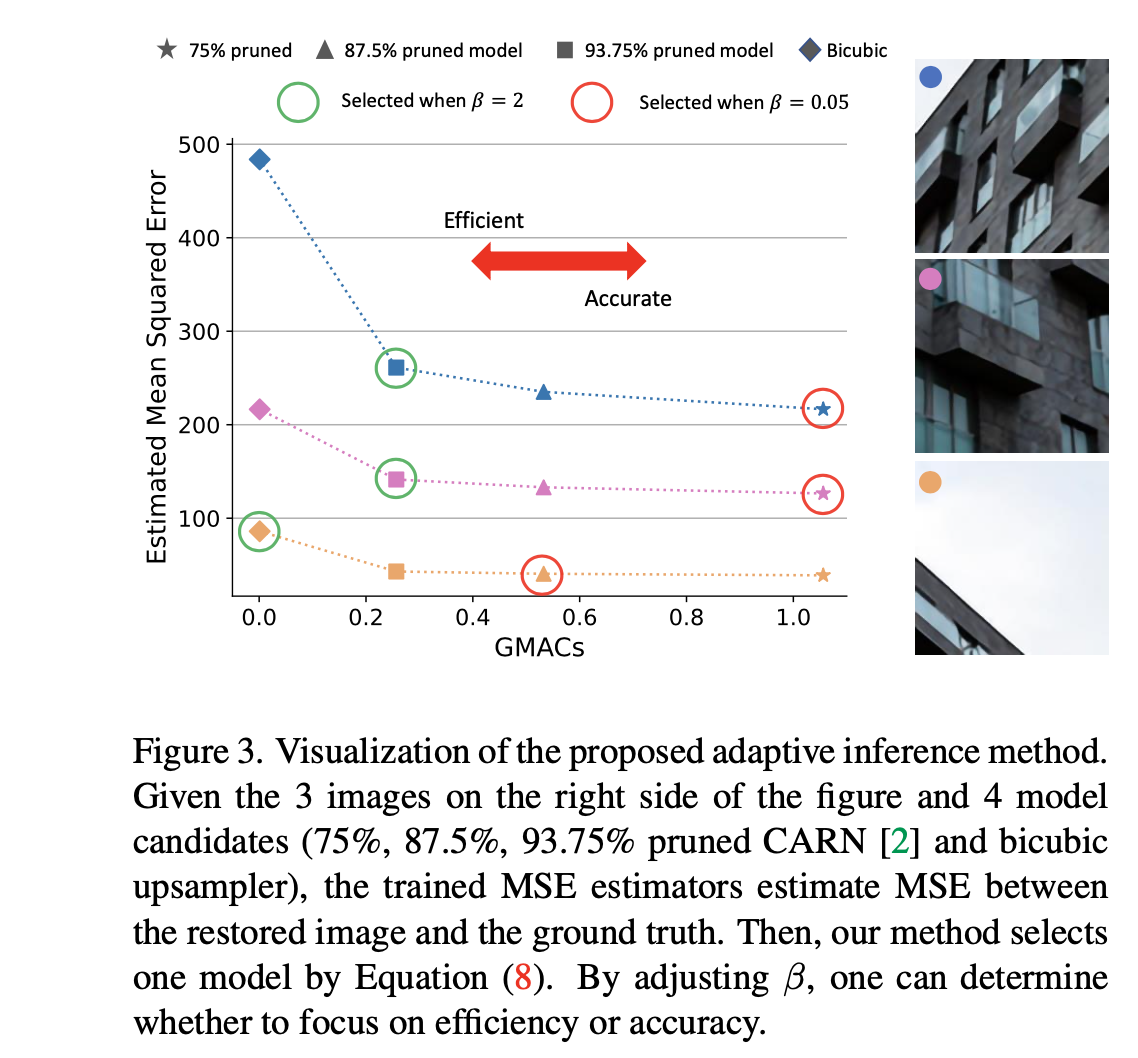 75% pruned 87.5% pruned model 93.75% pruned model Bicubic
Selected when β = 2 Selected when β = 0.05
500
400
300
200
100
Estimated Mean Squared Error
Efficient
Accurate
0.0 0.2 0.4 0.6 0.8 1.0
GMACs
Figure 3. Visualization of the proposed adaptive inference method.
Given the 3 images on the right side of the figure and 4 model
candidates (75%, 87.5%, 93.75% pruned CARN [2] and bicubic
upsampler), the trained MSE estimators estimate MSE between
the restored image and the ground truth. Then, our method selects
one model by Equation (8). By adjusting β, one can determine
whether to focus on efficiency or accuracy.